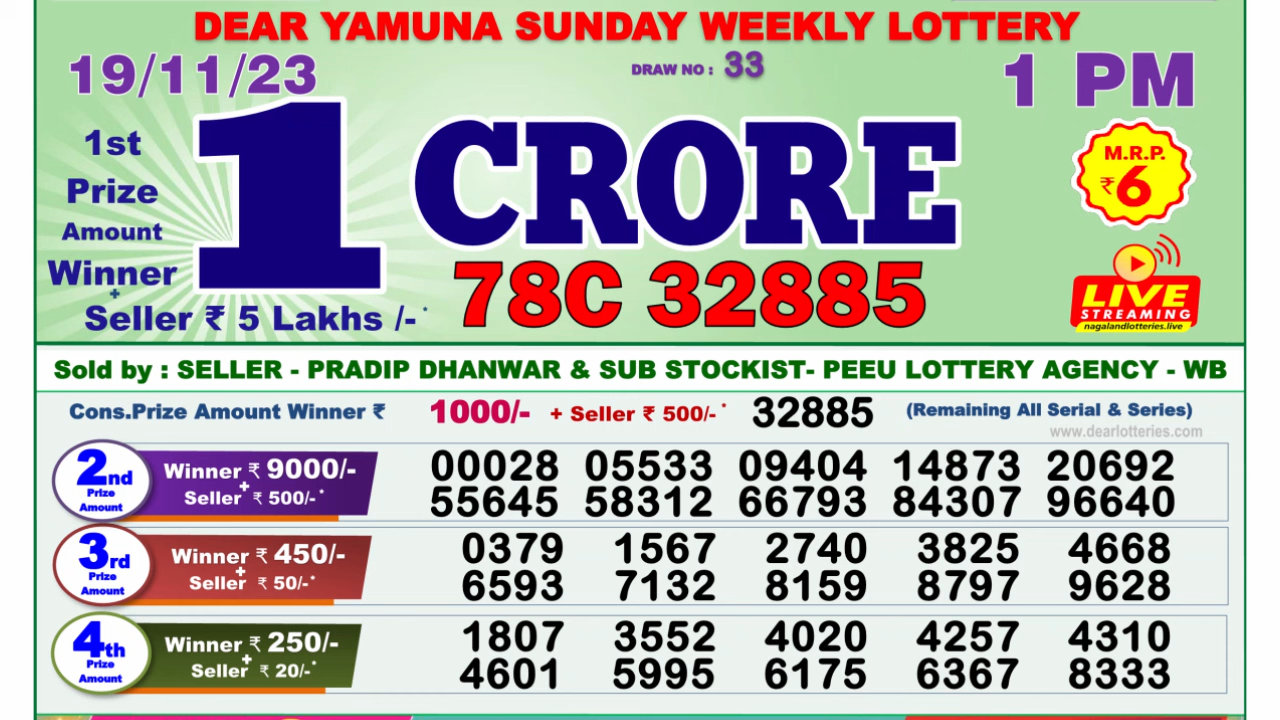 DEAR YAMUNA SUNDAY WEEKLY LOTTERY
19/11/23 DRAW NO : 33 1 PM
1st
Prize
Amount
Winner
+
Seller ₹ 5 Lakhs /-*
1 CRORE
78C 32885
M.R.P.
₹6
LIVE
STREAMING
nagalandlotteries.live
Sold by : SELLER - PRADIP DHANWAR & SUB STOCKIST- PEEU LOTTERY AGENCY - WB
Cons.Prize Amount Winner ₹ 1000/- + Seller ₹ 500/-* 32885 (Remaining All Serial & Series)
www.dearlotteries.com
2nd Prize Amount
Winner ₹ 9000/-
+
Seller ₹ 500/-*
00028 05533 09404 14873 20692
55645 58312 66793 84307 96640
3rd Prize Amount
Winner ₹ 450/-
+
Seller ₹ 50/-*
0379 1567 2740 3825 4668
6593 7132 8159 8797 9628
4th Prize Amount
Winner ₹ 250/-
+
Seller ₹ 20/-*
1807 3552 4020 4257 4310
4601 5995 6175 6367 8333